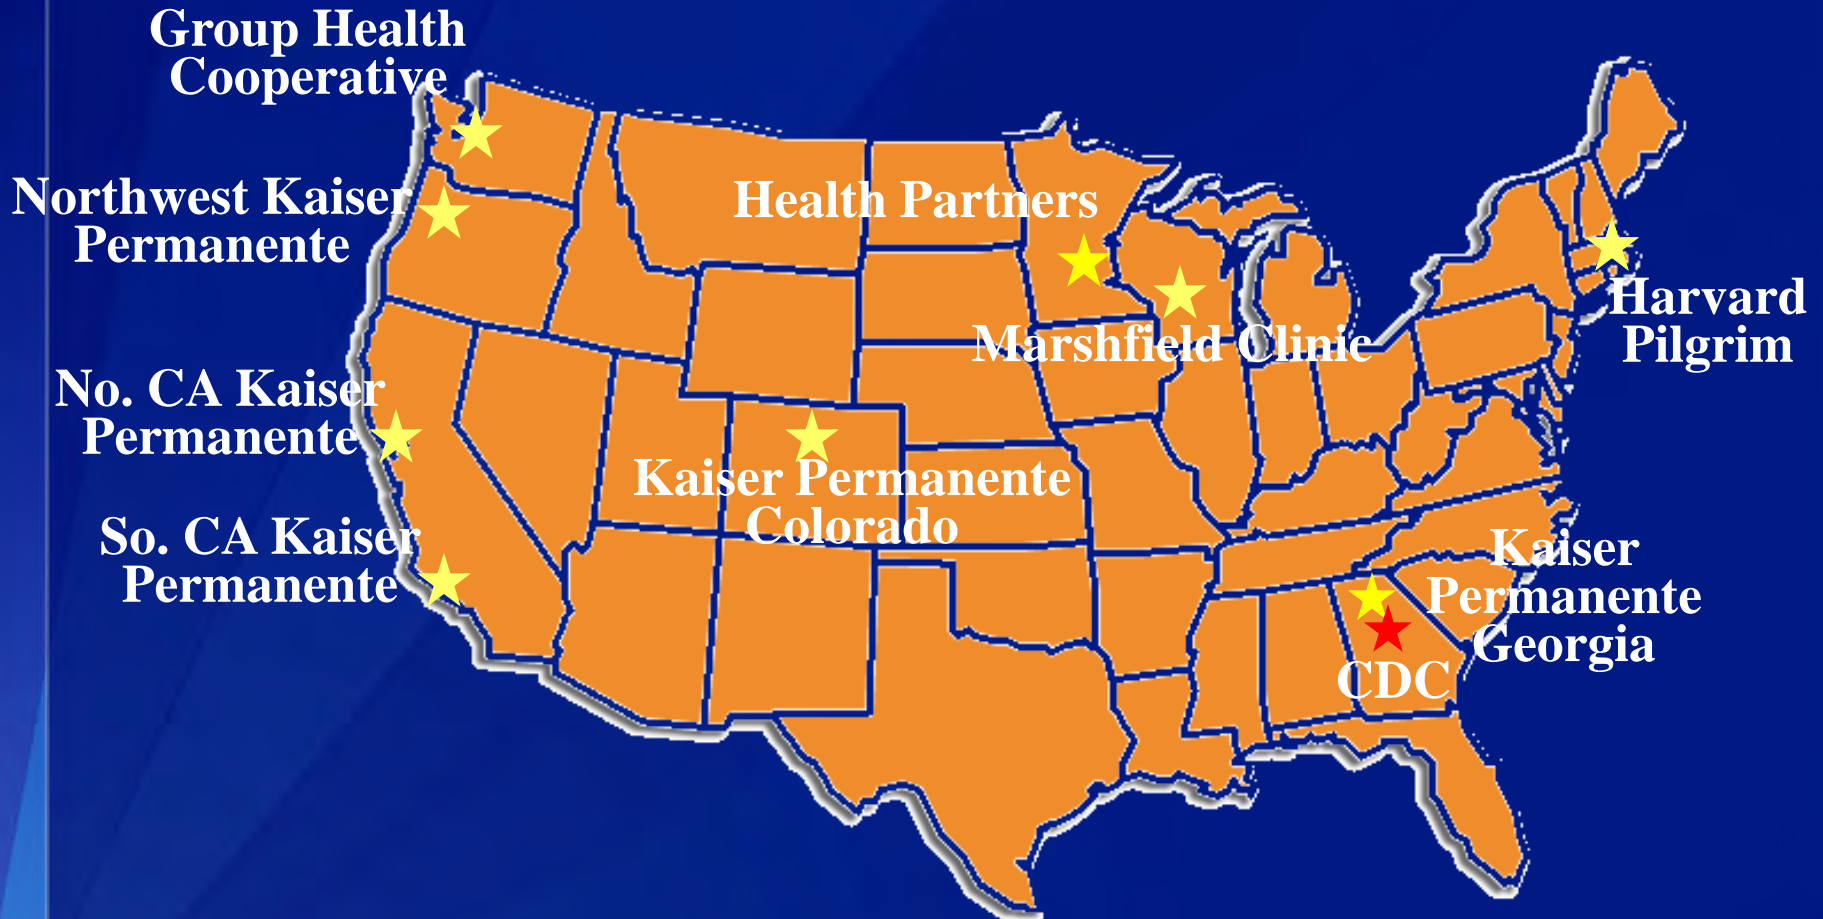 Group Health
Cooperative
Northwest Kaiser
Permanente
Health Partners
Harvard
Pilgrim
Marshfield Clinic
No. CA Kaiser
Permanente
Kaiser Permanente
Colorado
So. CA Kaiser
Permanente
Kaiser
Permanente
Georgia
CDC